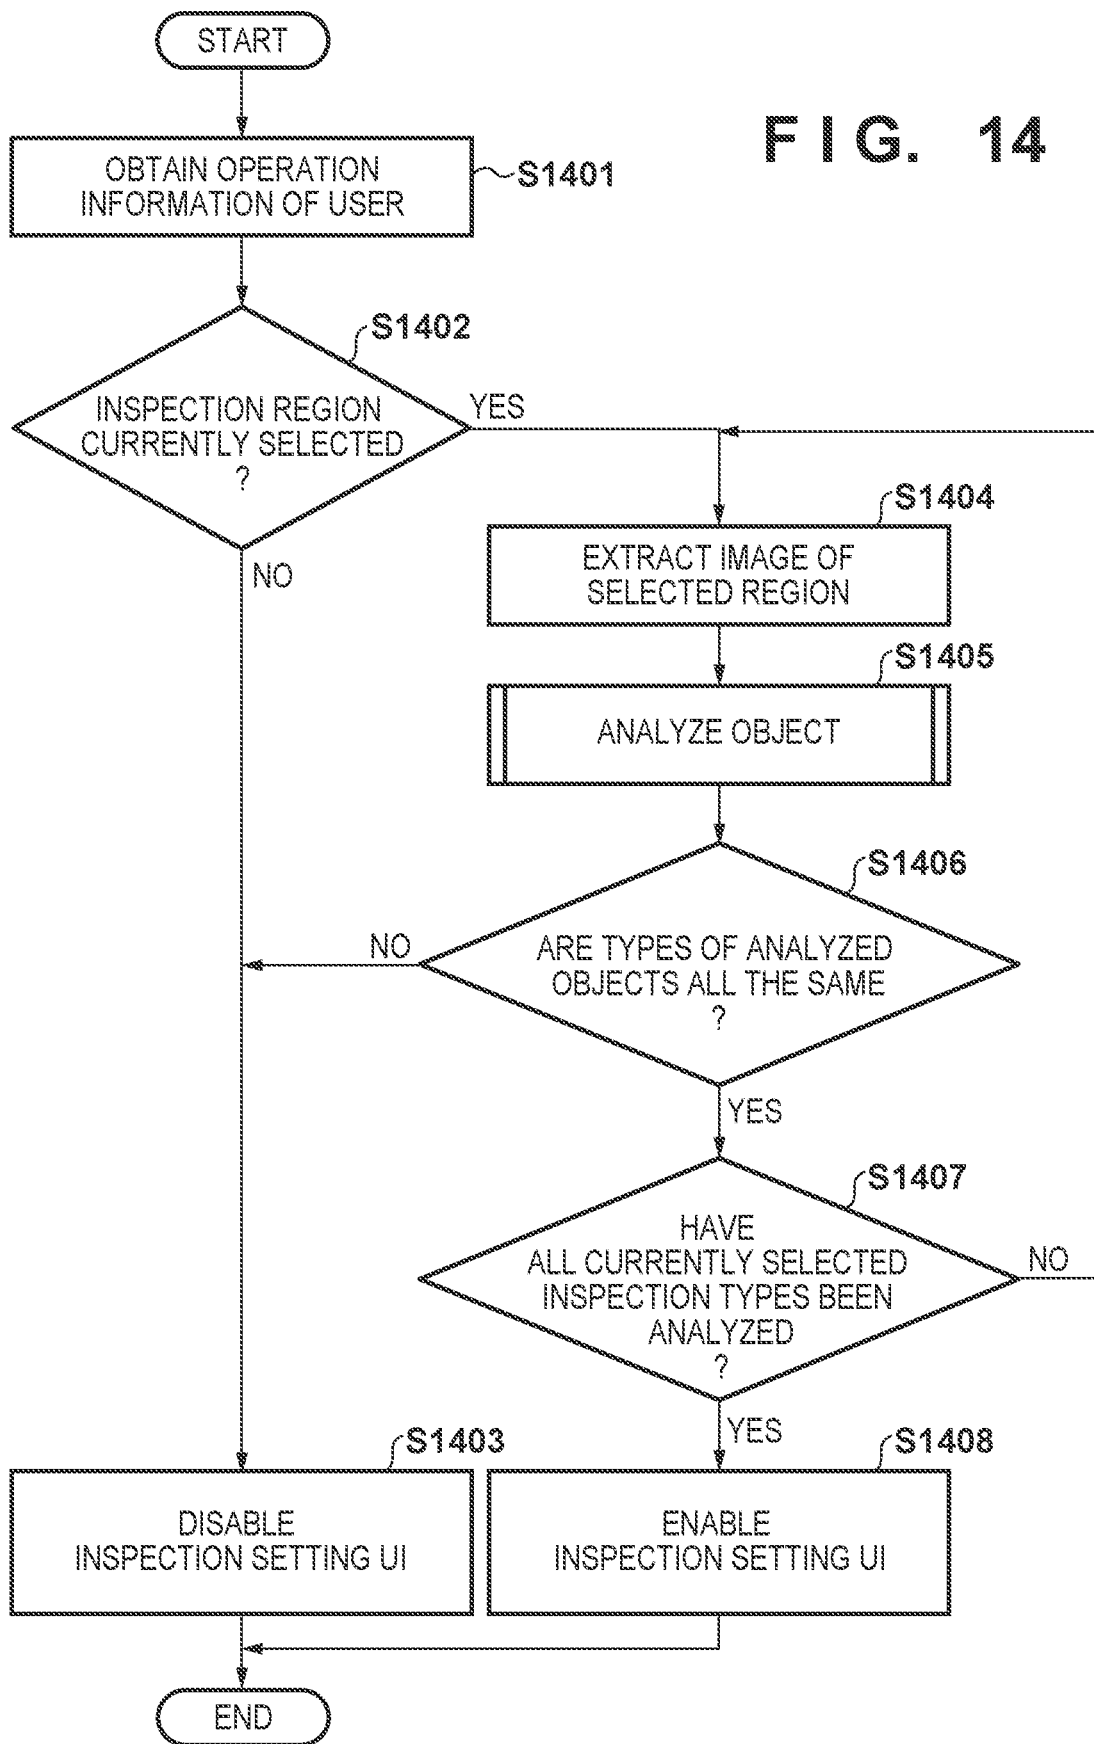 START
FIG. 14
OBTAIN OPERATION
INFORMATION OF USER
S1401
S1402
INSPECTION REGION
CURRENTLY SELECTED
?
YES
NO
S1404
EXTRACT IMAGE OF
SELECTED REGION
S1405
ANALYZE OBJECT
S1406
ARE TYPES OF ANALYZED
OBJECTS ALL THE SAME
?
NO
YES
S1407
HAVE
ALL CURRENTLY SELECTED
INSPECTION TYPES BEEN
ANALYZED
?
NO
YES
S1403
DISABLE
INSPECTION SETTING UI
S1408
ENABLE
INSPECTION SETTING UI
END